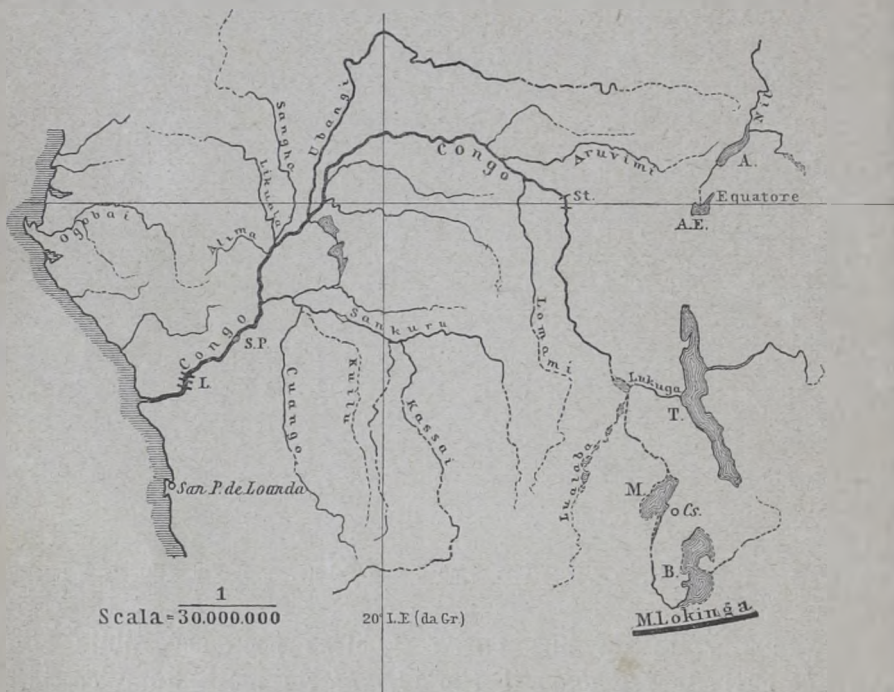 Sangha
Ubangi
Likuala
Congo
Aruvimi
Nil
A.
St.
Equatore
A.E.
Ogobai
Alima
Congo
S.P.
I.
Sankuru
Lomami
Cuango
Kuilu
Kassai
Lukuga
T.
Lualaba
San P. de Loanda
M.
Cs.
B.
M. Lokinga
Scala = 1
30.000.000
20° L.E (da Gr)